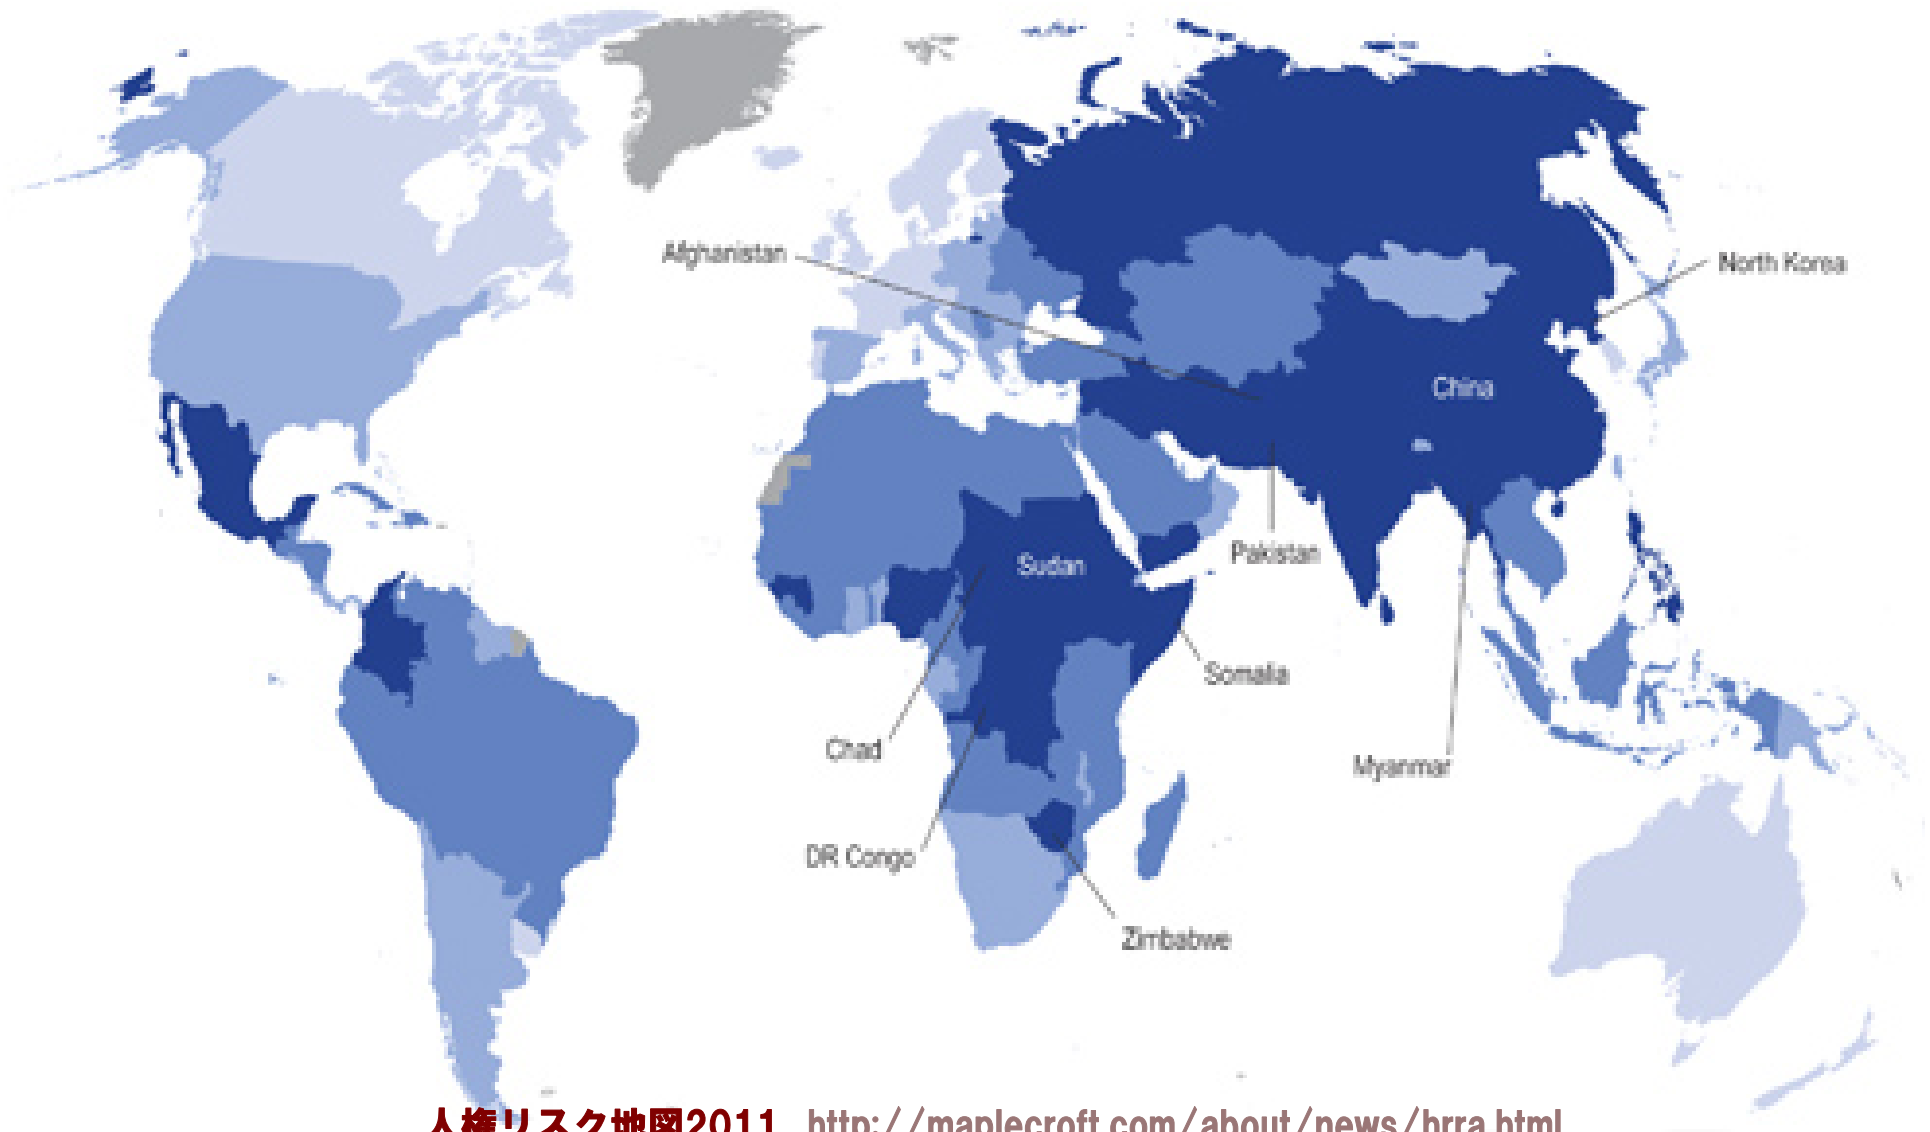 Afghanistan
North Korea
China
Pakistan
Sudan
Somalia
Chad
Myanmar
DR Congo
Zimbabwe
人権リスク地図2011 http://maplecroft.com/about/news/hrra.html